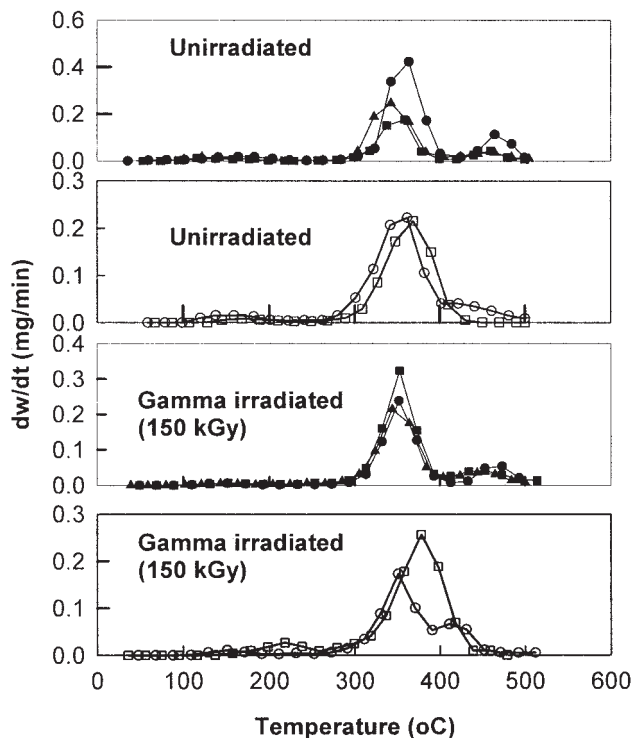 0.6
Unirradiated
0.4
0.2
0.0
0.3
Unirradiated
0.2
0.1
0.0
dw/dt (mg/min)
0.4
Gamma irradiated
(150 kGy)
0.3
0.2
0.1
0.0
0.3
Gamma irradiated
(150 kGy)
0.2
0.1
0.0
0 100 200 300 400 500 600
Temperature (oC)